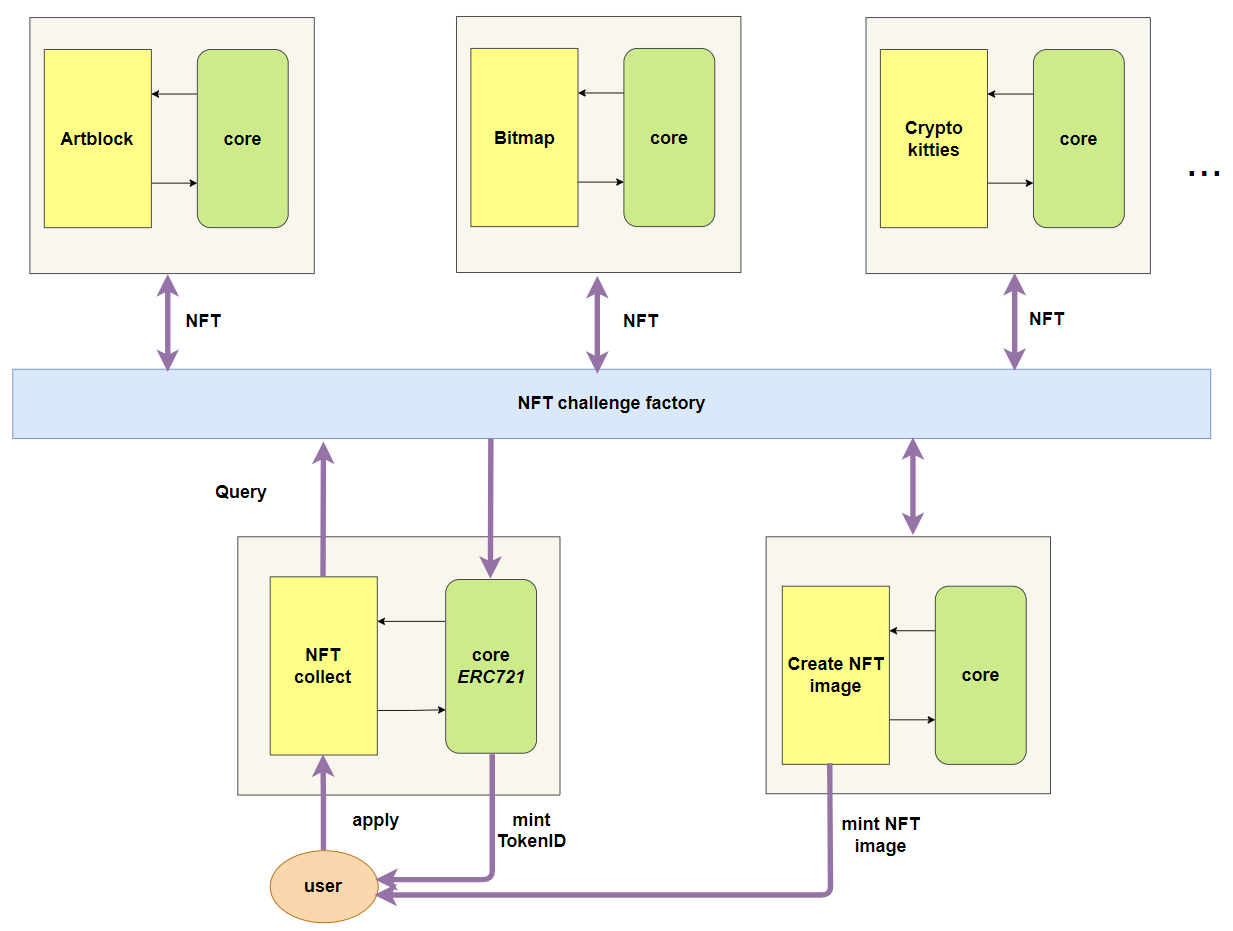 Artblock
core
Bitmap
core
Crypto
kitties
core
...
NFT
NFT
NFT
NFT challenge factory
Query
NFT
collect
core
ERC721
Create NFT
image
core
apply
mint
TokenID
mint NFT
image
user